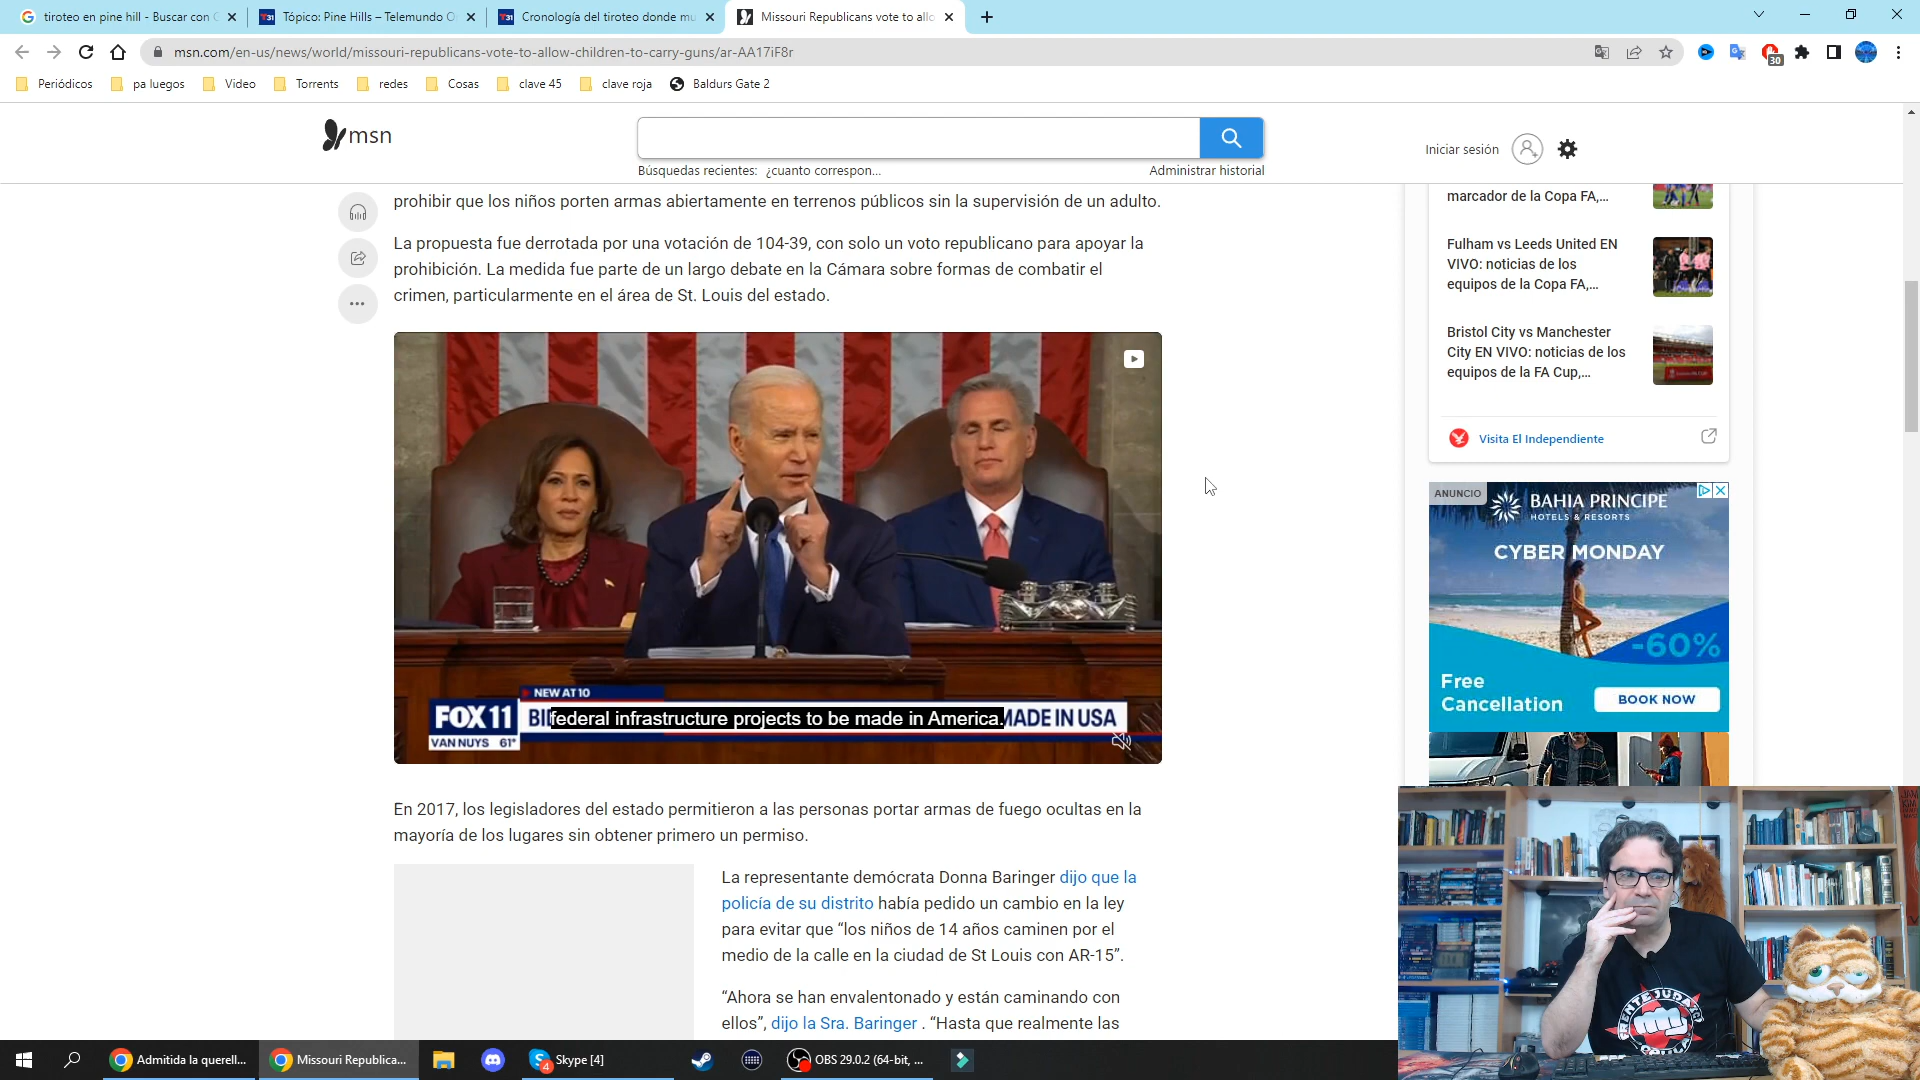 tiroteo en pine hill - Buscar con G
Tópico: Pine Hills – Telemundo O
Cronología del tiroteo donde mu
Missouri Republicans vote to allo
msn.com/en-us/news/world/missouri-republicans-vote-to-allow-children-to-carry-guns/ar-AA17iF8r
30
Periódicos
pa luegos
Video
Torrents
redes
Cosas
clave 45
clave roja
Baldurs Gate 2
msn
Iniciar sesión
Búsquedas recientes: ¿cuanto correspon...
Administrar historial
prohibir que los niños porten armas abiertamente en terrenos públicos sin la supervisión de un adulto.
La propuesta fue derrotada por una votación de 104-39, con solo un voto republicano para apoyar la
prohibición. La medida fue parte de un largo debate en la Cámara sobre formas de combatir el
crimen, particularmente en el área de St. Louis del estado.
NEW AT 10
FOX 11
federal infrastructure projects to be made in America.
MADE IN USA
VAN NUYS 61°
En 2017, los legisladores del estado permitieron a las personas portar armas de fuego ocultas en la
mayoría de los lugares sin obtener primero un permiso.
La representante demócrata Donna Baringer dijo que la
policía de su distrito había pedido un cambio en la ley
para evitar que “los niños de 14 años caminen por el
medio de la calle en la ciudad de St Louis con AR-15”.
“Ahora se han envalentonado y están caminando con
ellos”, dijo la Sra. Baringer . “Hasta que realmente las
marcador de la Copa FA,...
Fulham vs Leeds United EN
VIVO: noticias de los
equipos de la Copa FA,...
Bristol City vs Manchester
City EN VIVO: noticias de los
equipos de la FA Cup,...
Visita El Independiente
ANUNCIO
BAHIA PRINCIPE
HOTELS & RESORTS
CYBER MONDAY
-60%
Free
Cancellation
BOOK NOW
Admitida la querell...
Missouri Republica...
4
Skype [4]
OBS 29.0.2 (64-bit, ...